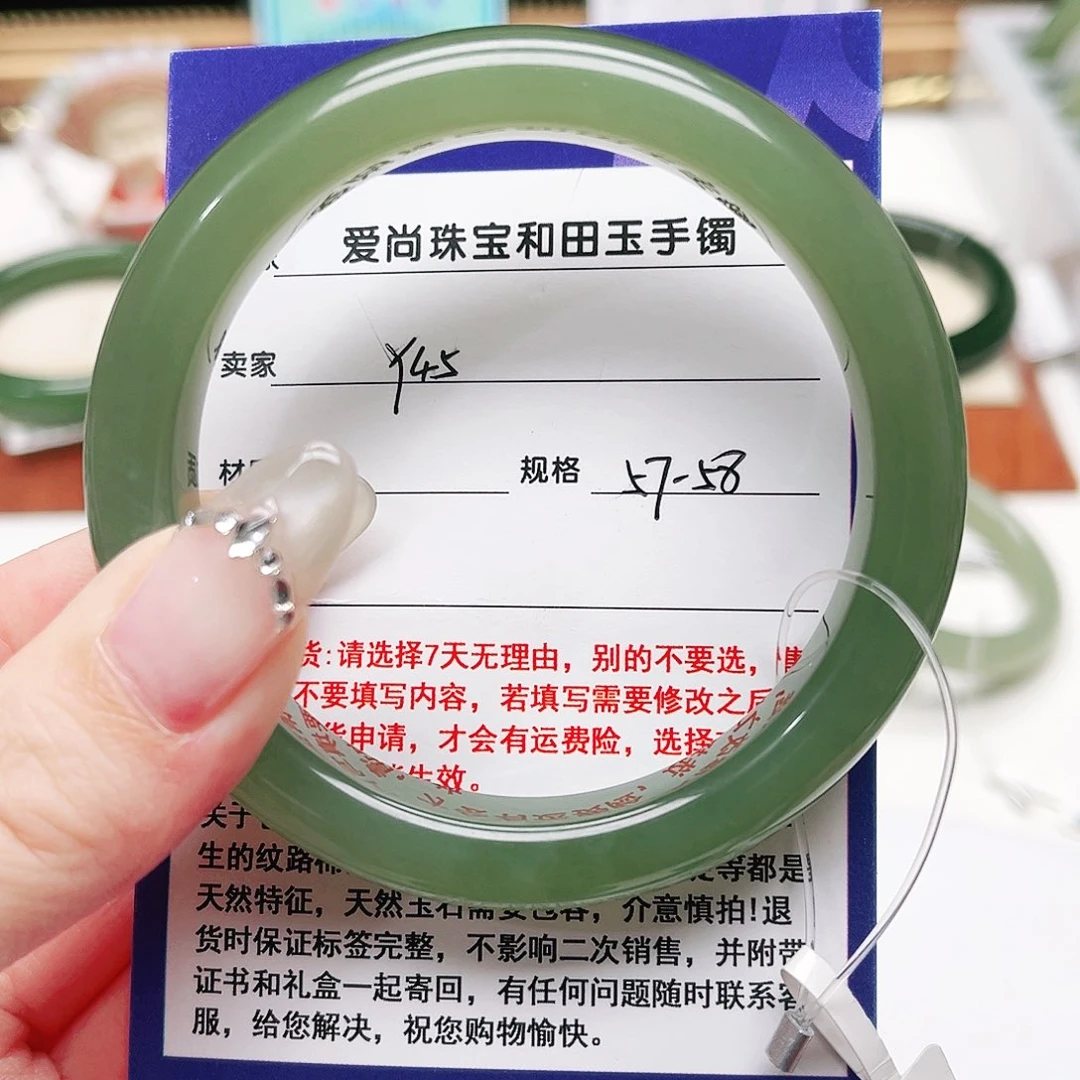 爱尚珠宝和田玉手镯
卖家 Y45
规格 57-58
货:请选择7天无理由，别的不要选，
不要填写内容，若填写需要修改之后
申请，才会有运费险，选择
生效。
关于
生的纹路棉 等都是
天然特征，天然玉石需要包容，介意慎拍!退
货时保证标签完整，不影响二次销售，并附带
证书和礼盒一起寄回，有任何问题随时联系客
服，给您解决，祝您购物愉快。